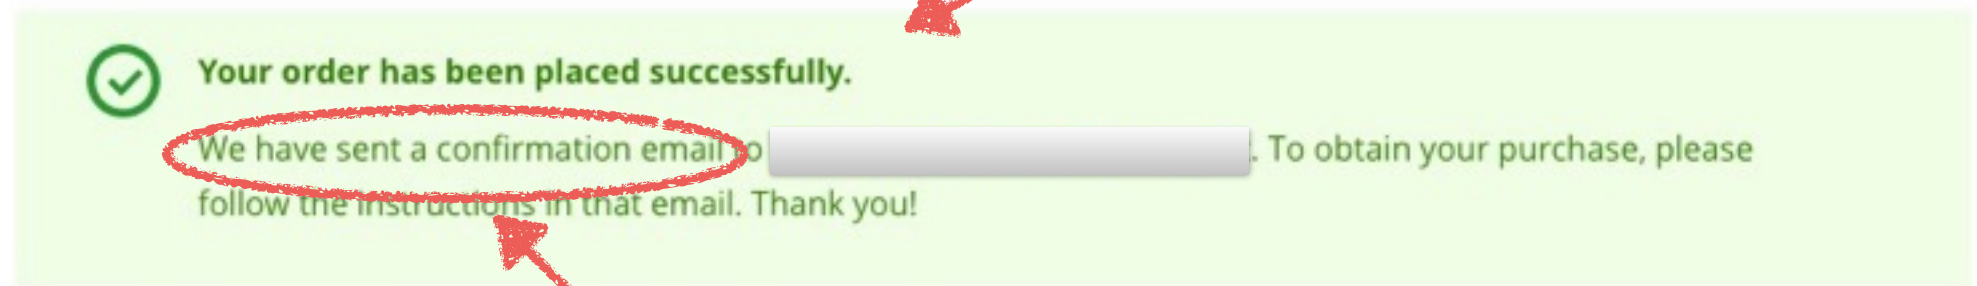 Your order has been placed successfully.
We have sent a confirmation email to . To obtain your purchase, please
follow the instructions in that email. Thank you!